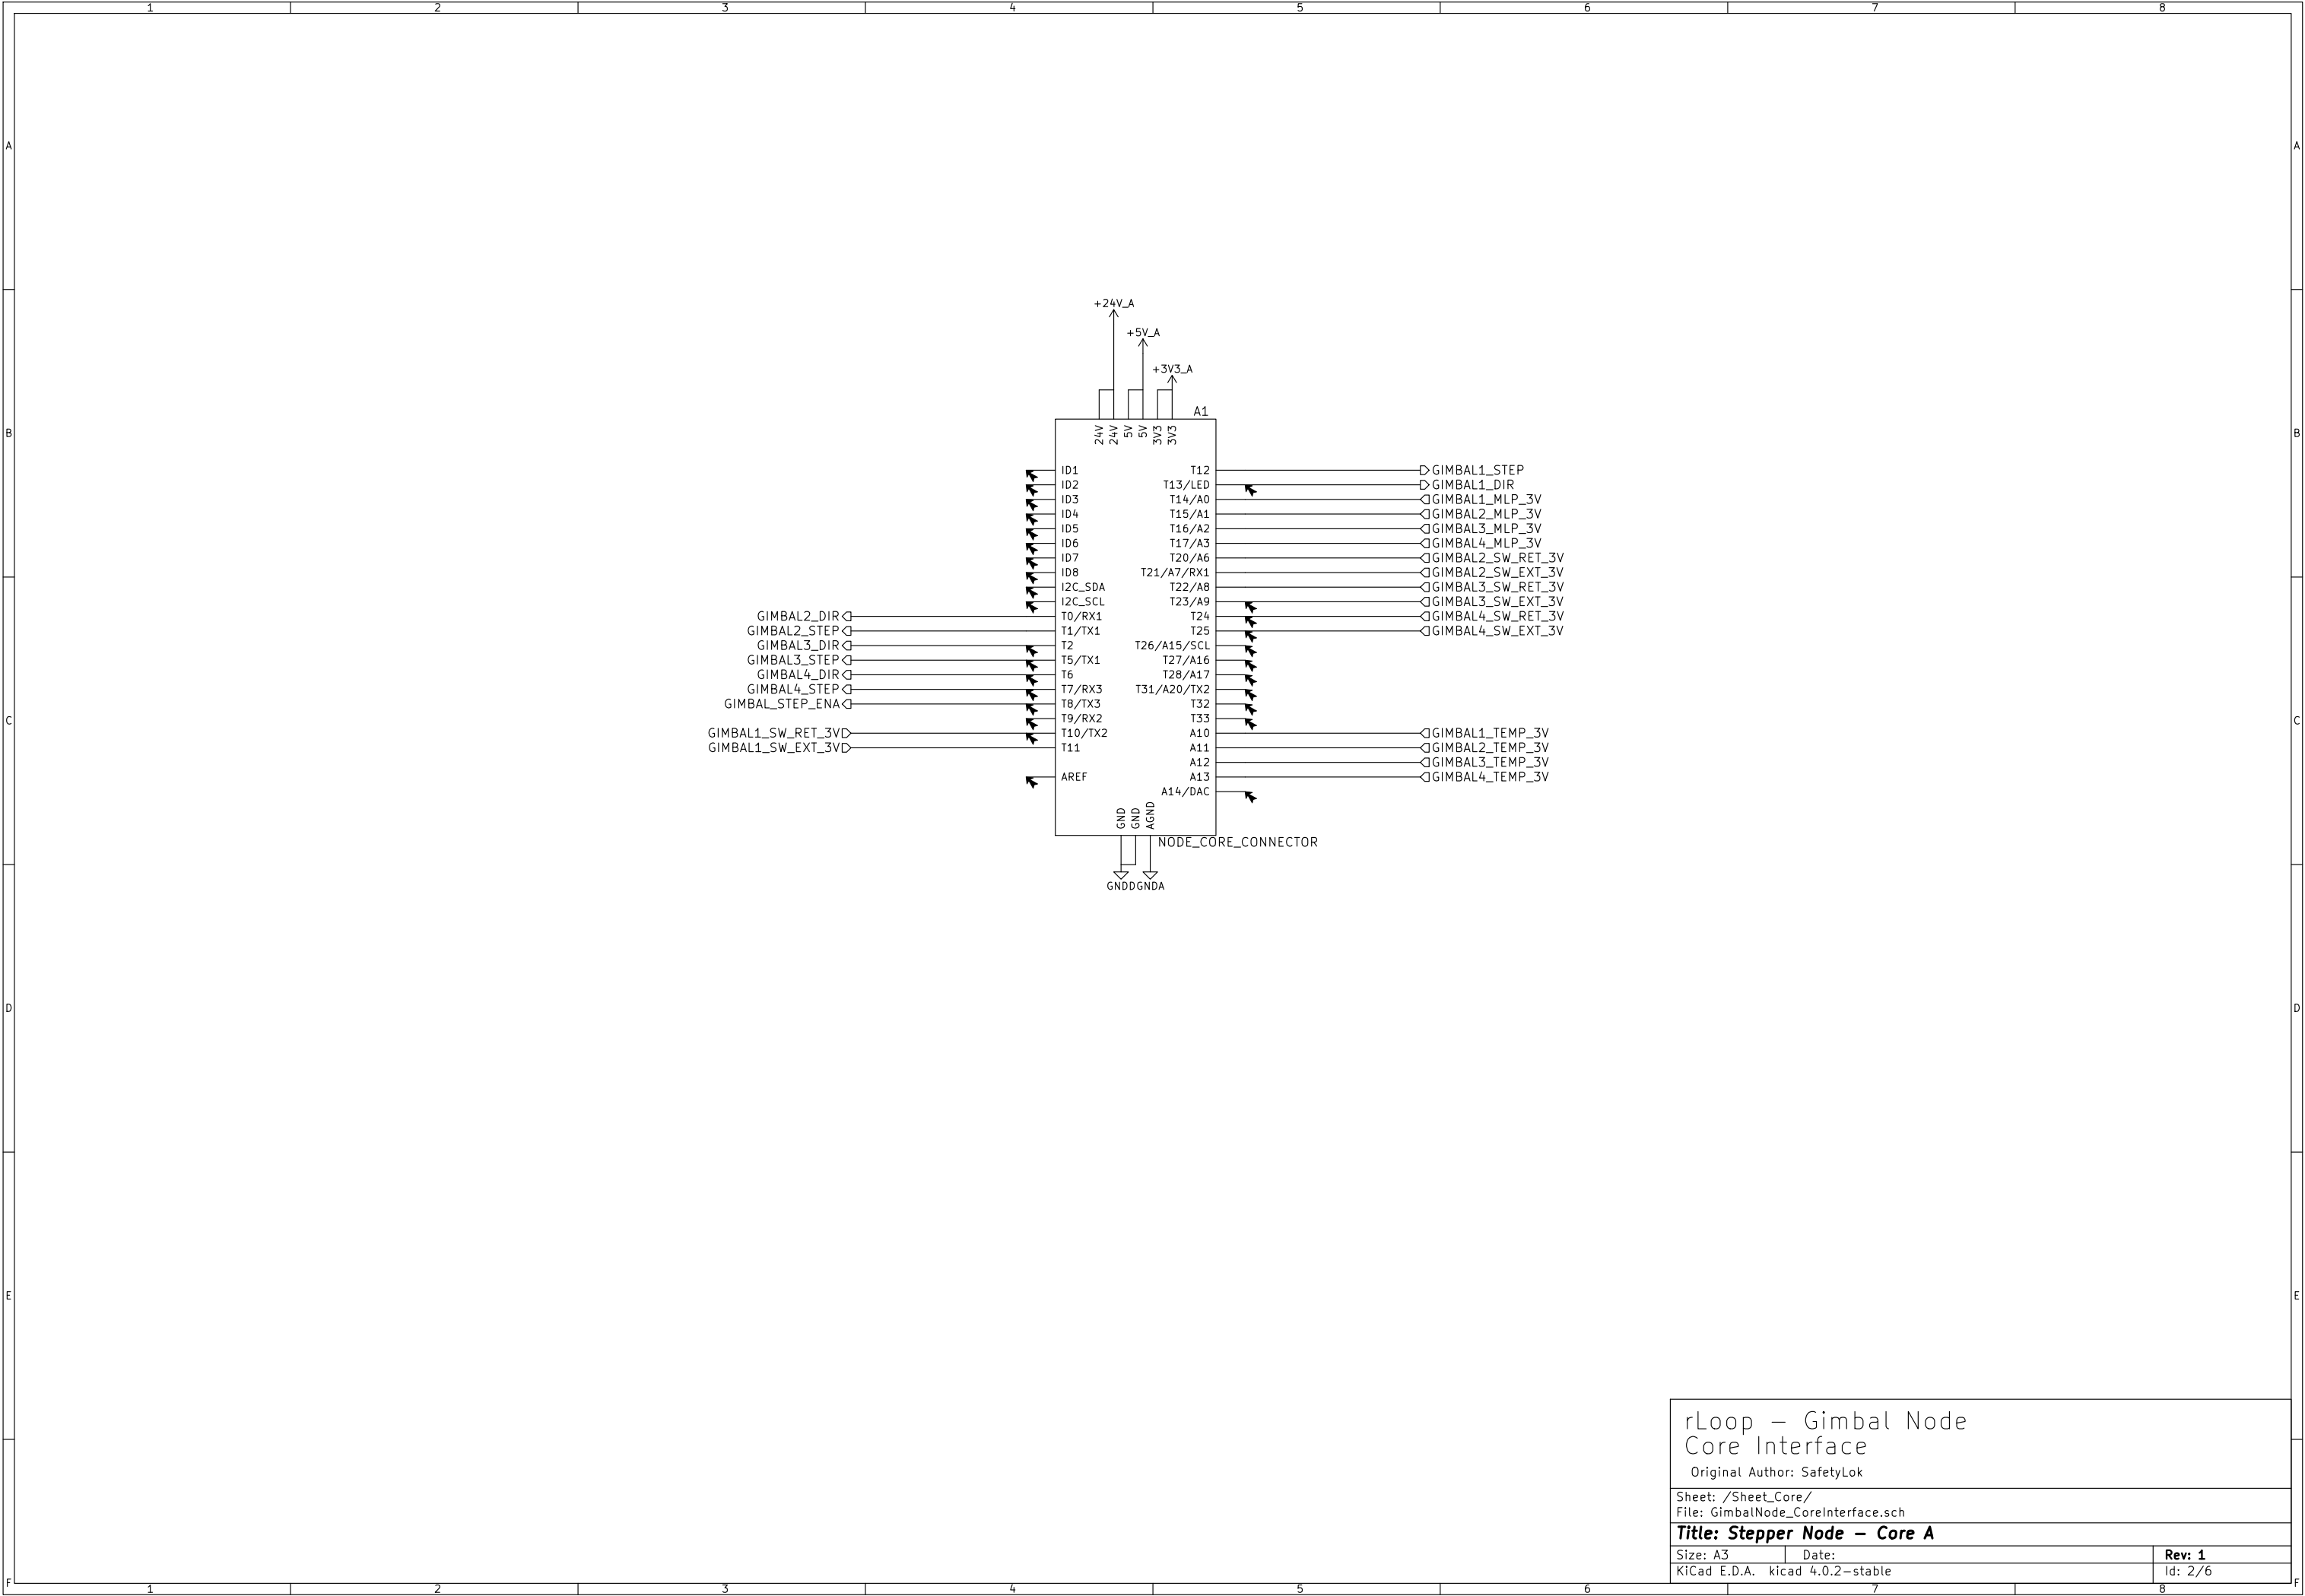 1 2 3 4 5 6 7 8
A A
B B
C C
D D
E E
F F
+24V_A
+5V_A
+3V3_A
A1
24V 24V 5V 5V 3V3 3V3
ID1 T12 GIMBAL1_STEP
ID2 T13/LED GIMBAL1_DIR
ID3 T14/A0 GIMBAL1_MLP_3V
ID4 T15/A1 GIMBAL2_MLP_3V
ID5 T16/A2 GIMBAL3_MLP_3V
ID6 T17/A3 GIMBAL4_MLP_3V
ID7 T20/A6 GIMBAL2_SW_RET_3V
ID8 T21/A7/RX1 GIMBAL2_SW_EXT_3V
I2C_SDA T22/A8 GIMBAL3_SW_RET_3V
I2C_SCL T23/A9 GIMBAL3_SW_EXT_3V
GIMBAL2_DIR T0/RX1 T24 GIMBAL4_SW_RET_3V
GIMBAL2_STEP T1/TX1 T25 GIMBAL4_SW_EXT_3V
GIMBAL3_DIR T2 T26/A15/SCL
GIMBAL3_STEP T5/TX1 T27/A16
GIMBAL4_DIR T6 T28/A17
GIMBAL4_STEP T7/RX3 T31/A20/TX2
GIMBAL_STEP_ENA T8/TX3 T32
T9/RX2 T33
GIMBAL1_SW_RET_3V T10/TX2 A10 GIMBAL1_TEMP_3V
GIMBAL1_SW_EXT_3V T11 A11 GIMBAL2_TEMP_3V
A12 GIMBAL3_TEMP_3V
AREF A13 GIMBAL4_TEMP_3V
A14/DAC
GND GND AGND
NODE_CORE_CONNECTOR
GNDD GNDA
rLoop – Gimbal Node
Core Interface
Original Author: SafetyLok
Sheet: /Sheet_Core/
File: GimbalNode_CoreInterface.sch
Title: Stepper Node – Core A
Size: A3 Date: Rev: 1
KiCad E.D.A. kicad 4.0.2-stable Id: 2/6
1 2 3 4 5 6 7 8